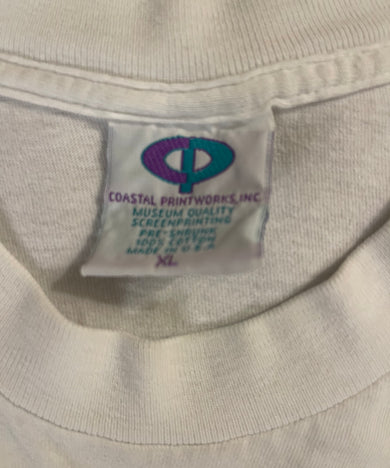 COASTAL PRINTWORKS, INC.
MUSEUM QUALITY
SCREENPRINTING
PRE-SHRUNK
100% COTTON
MADE IN U.S.A.
XL